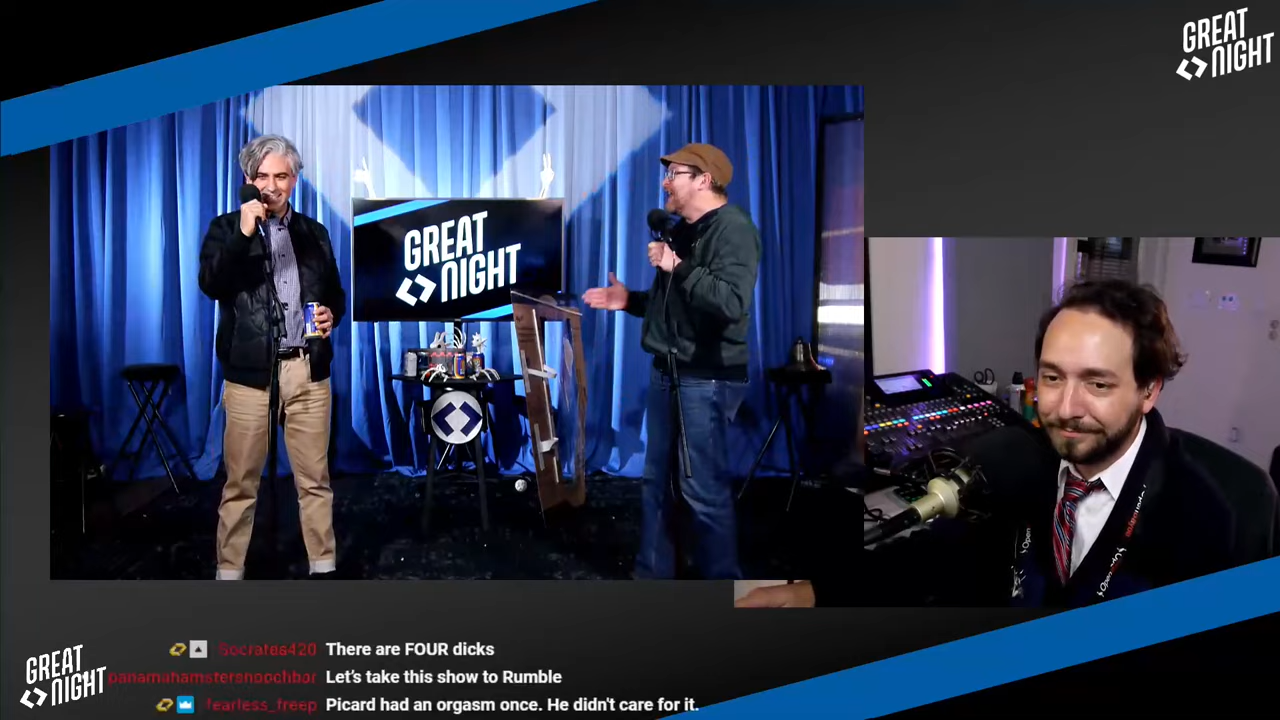 GREAT
NIGHT
GREAT
NIGHT
GREAT
NIGHT
Socrates420 There are FOUR dicks
Let's take this show to Rumble
fearless_freep Picard had an orgasm once. He didn't care for it.